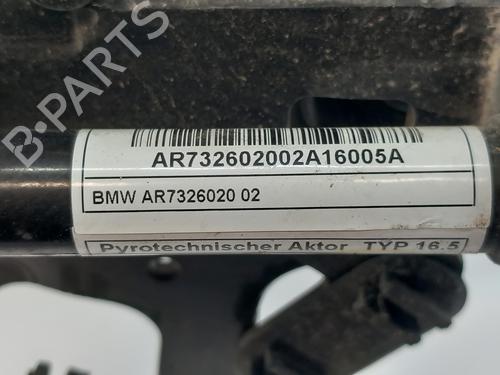 B-Parts
AR732602002A16005A
BMW AR7326020 02
Pyrotechnischer Aktor TYP 16.5